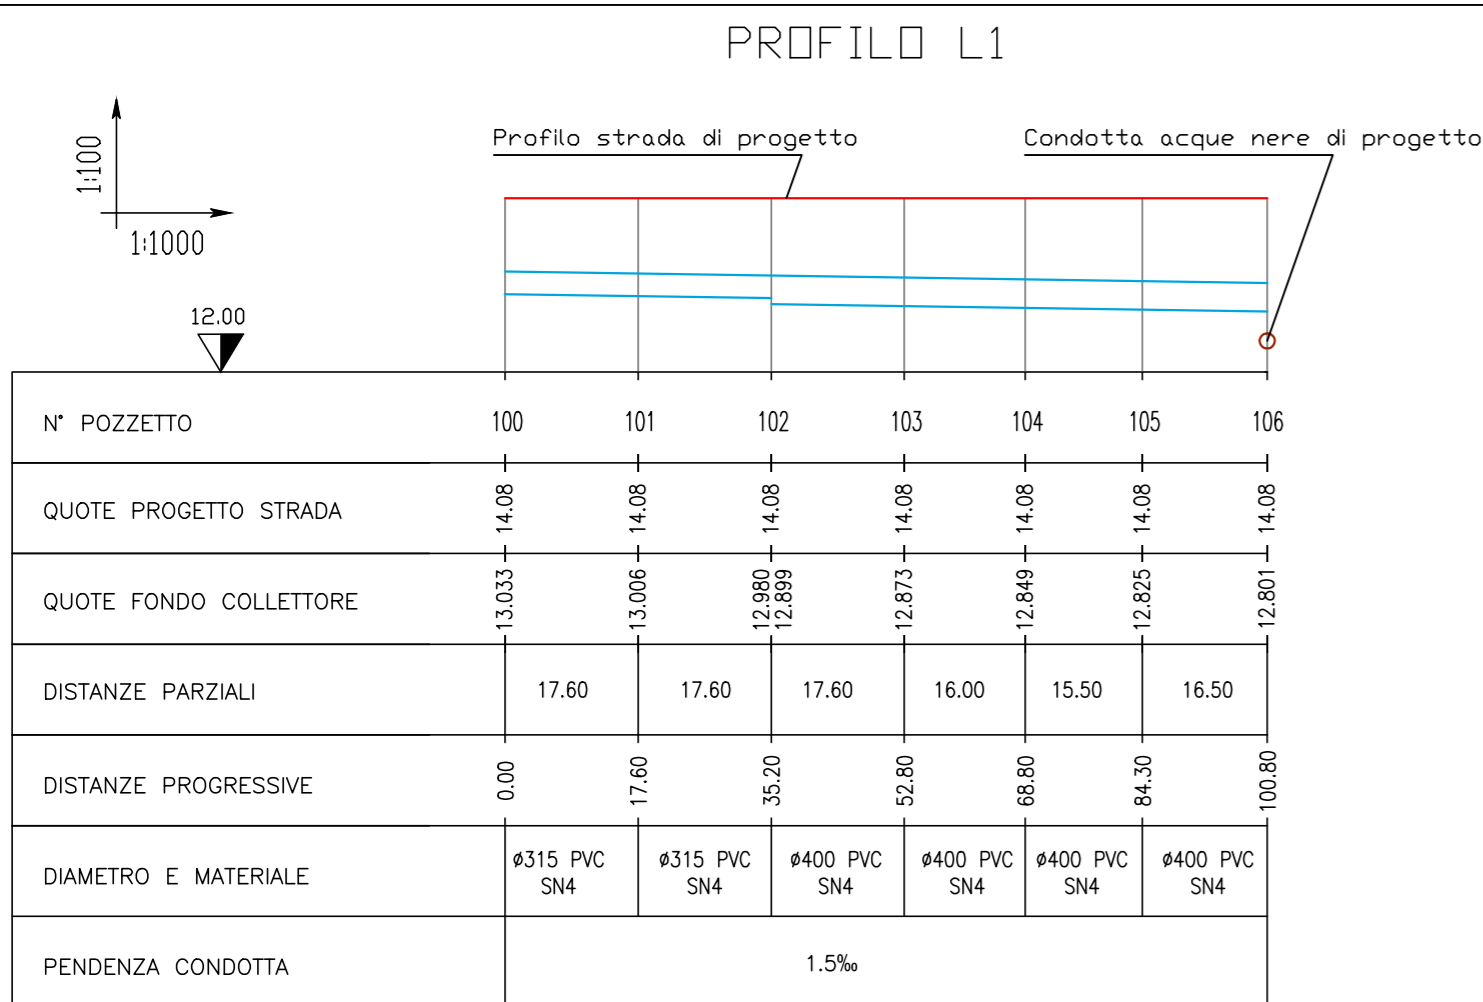 PROFILO L1
1:100
1:1000
Profilo strada di progetto
Condotta acque nere di progetto
12.00
N° POZZETTO 100 101 102 103 104 105 106
QUOTE PROGETTO STRADA 14.08 14.08 14.08 14.08 14.08 14.08 14.08
QUOTE FONDO COLLETTORE 13.033 13.006 12.980 12.899 12.873 12.849 12.825 12.801
DISTANZE PARZIALI 17.60 17.60 17.60 16.00 15.50 16.50
DISTANZE PROGRESSIVE 0.00 17.60 35.20 52.80 68.80 84.30 100.80
DIAMETRO E MATERIALE
ø315 PVC ø315 PVC ø400 PVC ø400 PVC ø400 PVC ø400 PVC
SN4 SN4 SN4 SN4 SN4 SN4
PENDENZA CONDOTTA 1.5‰